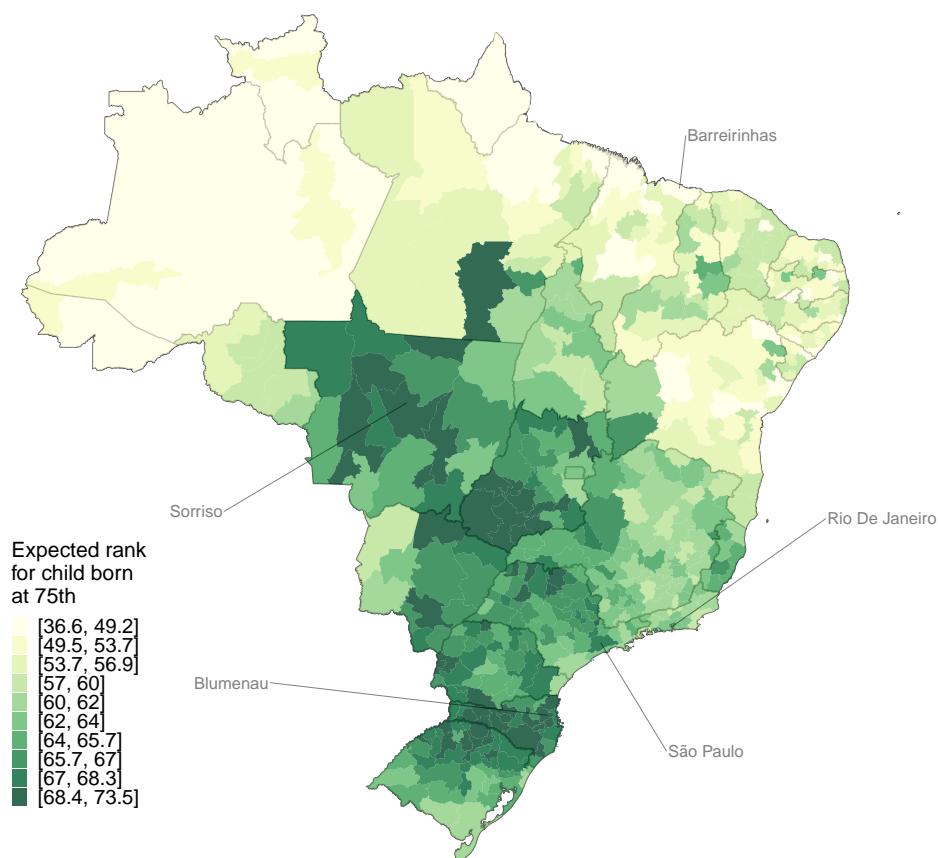 Barreirinhas
Sorriso
Rio De Janeiro
Expected rank
for child born
at 75th
[36.6, 49.2]
[49.5, 53.7]
[53.7, 56.9]
[57, 60]
[60, 62]
[62, 64]
[64, 65.7]
[65.7, 67]
[67, 68.3]
[68.4, 73.5]
Blumenau
São Paulo